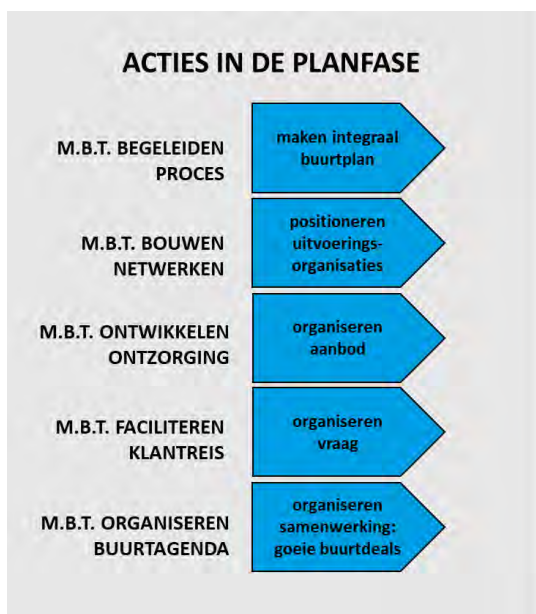 ACTIES IN DE PLANFASE
M.B.T. BEGELEIDEN
PROCES
maken integraal
buurtplan
M.B.T. BOUWEN
NETWERKEN
positioneren
uitvoerings-
organisaties
M.B.T. ONTWIKKELEN
ONTZORGING
organiseren
aanbod
M.B.T. FACILITEREN
KLANTREIS
organiseren
vraag
M.B.T. ORGANISEREN
BUURTAGENDA
organiseren
samenwerking:
goeie buurtdeals